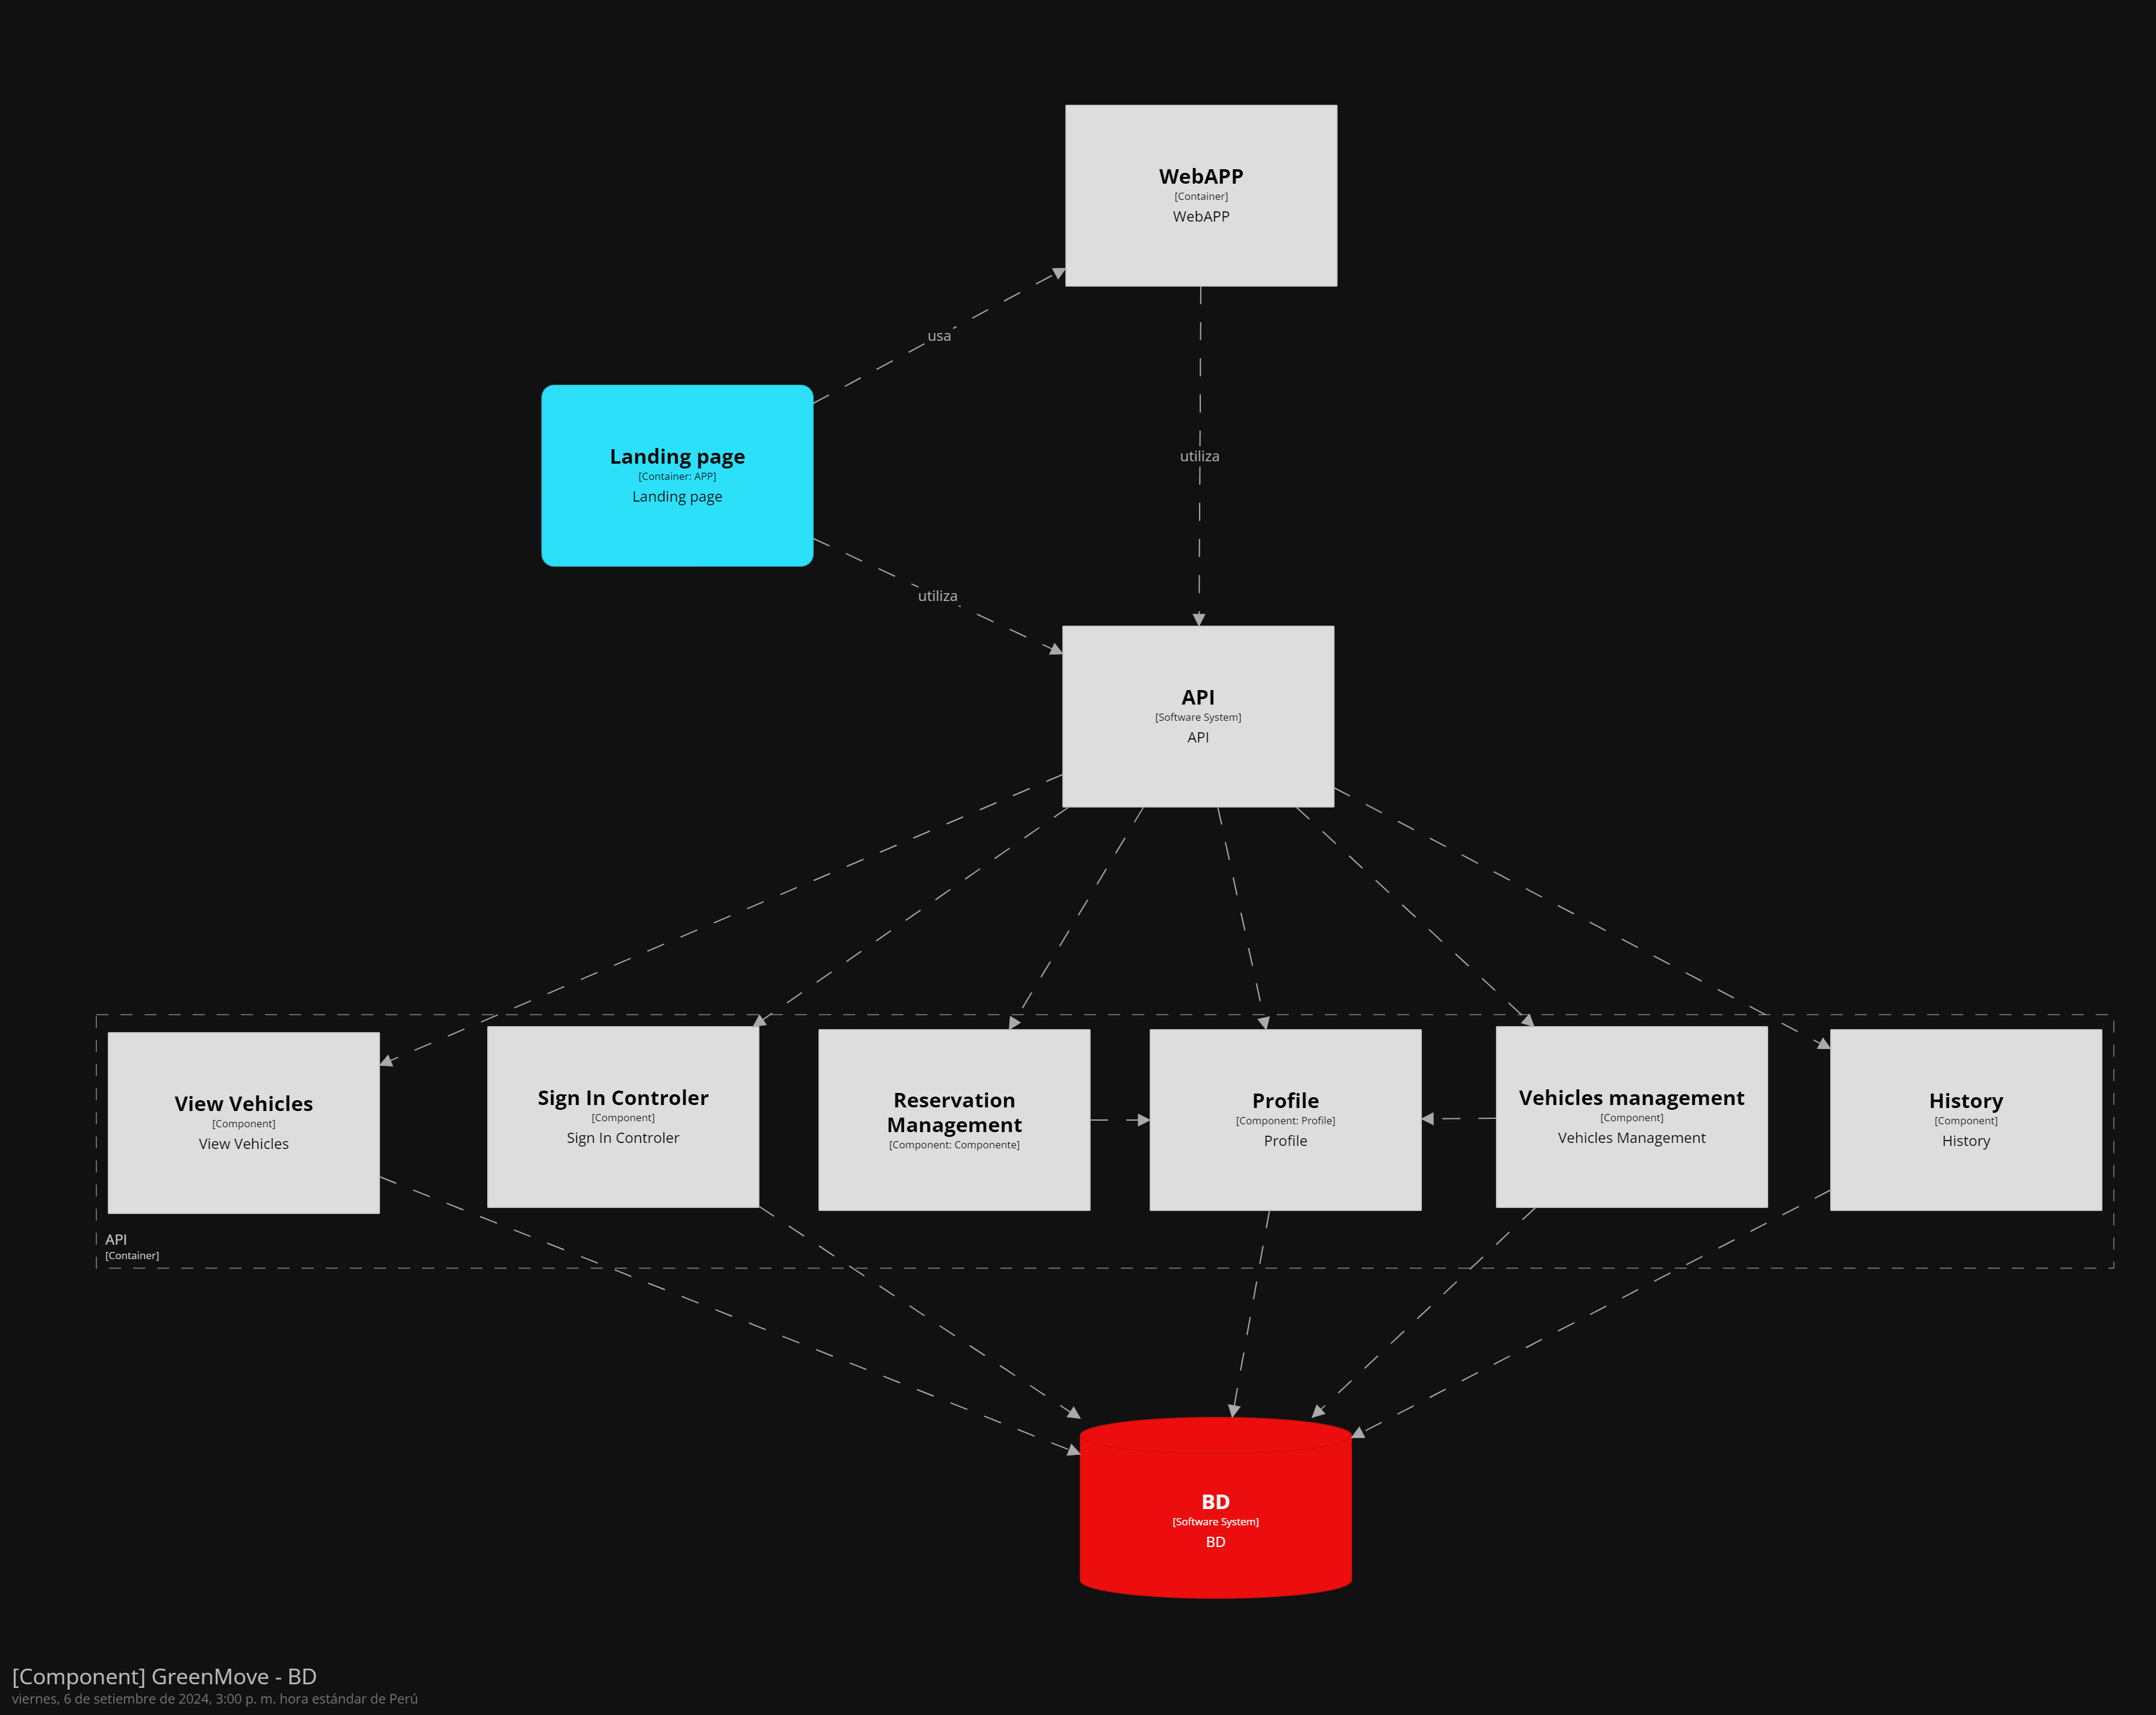 WebAPP
[Container]
WebAPP
usa
Landing page
[Container: APP]
Landing page
utiliza
utiliza
API
[Software System]
API
View Vehicles
[Component]
View Vehicles
Sign In Controler
[Component]
Sign In Controler
Reservation
Management
[Component: Componente]
Profile
[Component: Profile]
Profile
Vehicles management
[Component]
Vehicles Management
History
[Component]
History
API
[Container]
BD
[Software System]
BD
[Component] GreenMove - BD
viernes, 6 de setiembre de 2024, 3:00 p. m. hora estándar de Perú